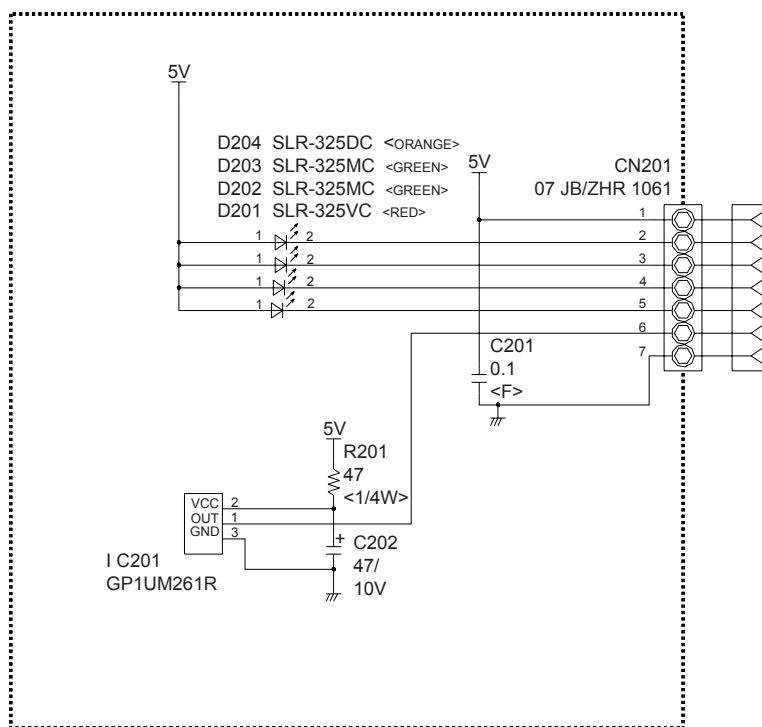 5V
D204 SLR-325DC <ORANGE>
D203 SLR-325MC <GREEN>
D202 SLR-325MC <GREEN>
D201 SLR-325VC <RED>
5V
CN201
07 JB/ZHR 1061
1
1 2 2
1 2 3
1 2 4
1 2 5
6
7
C201
0.1
<F>
5V
R201
47
<1/4W>
VCC 2
OUT 1
GND 3
+ C202
47/
10V
I C201
GP1UM261R